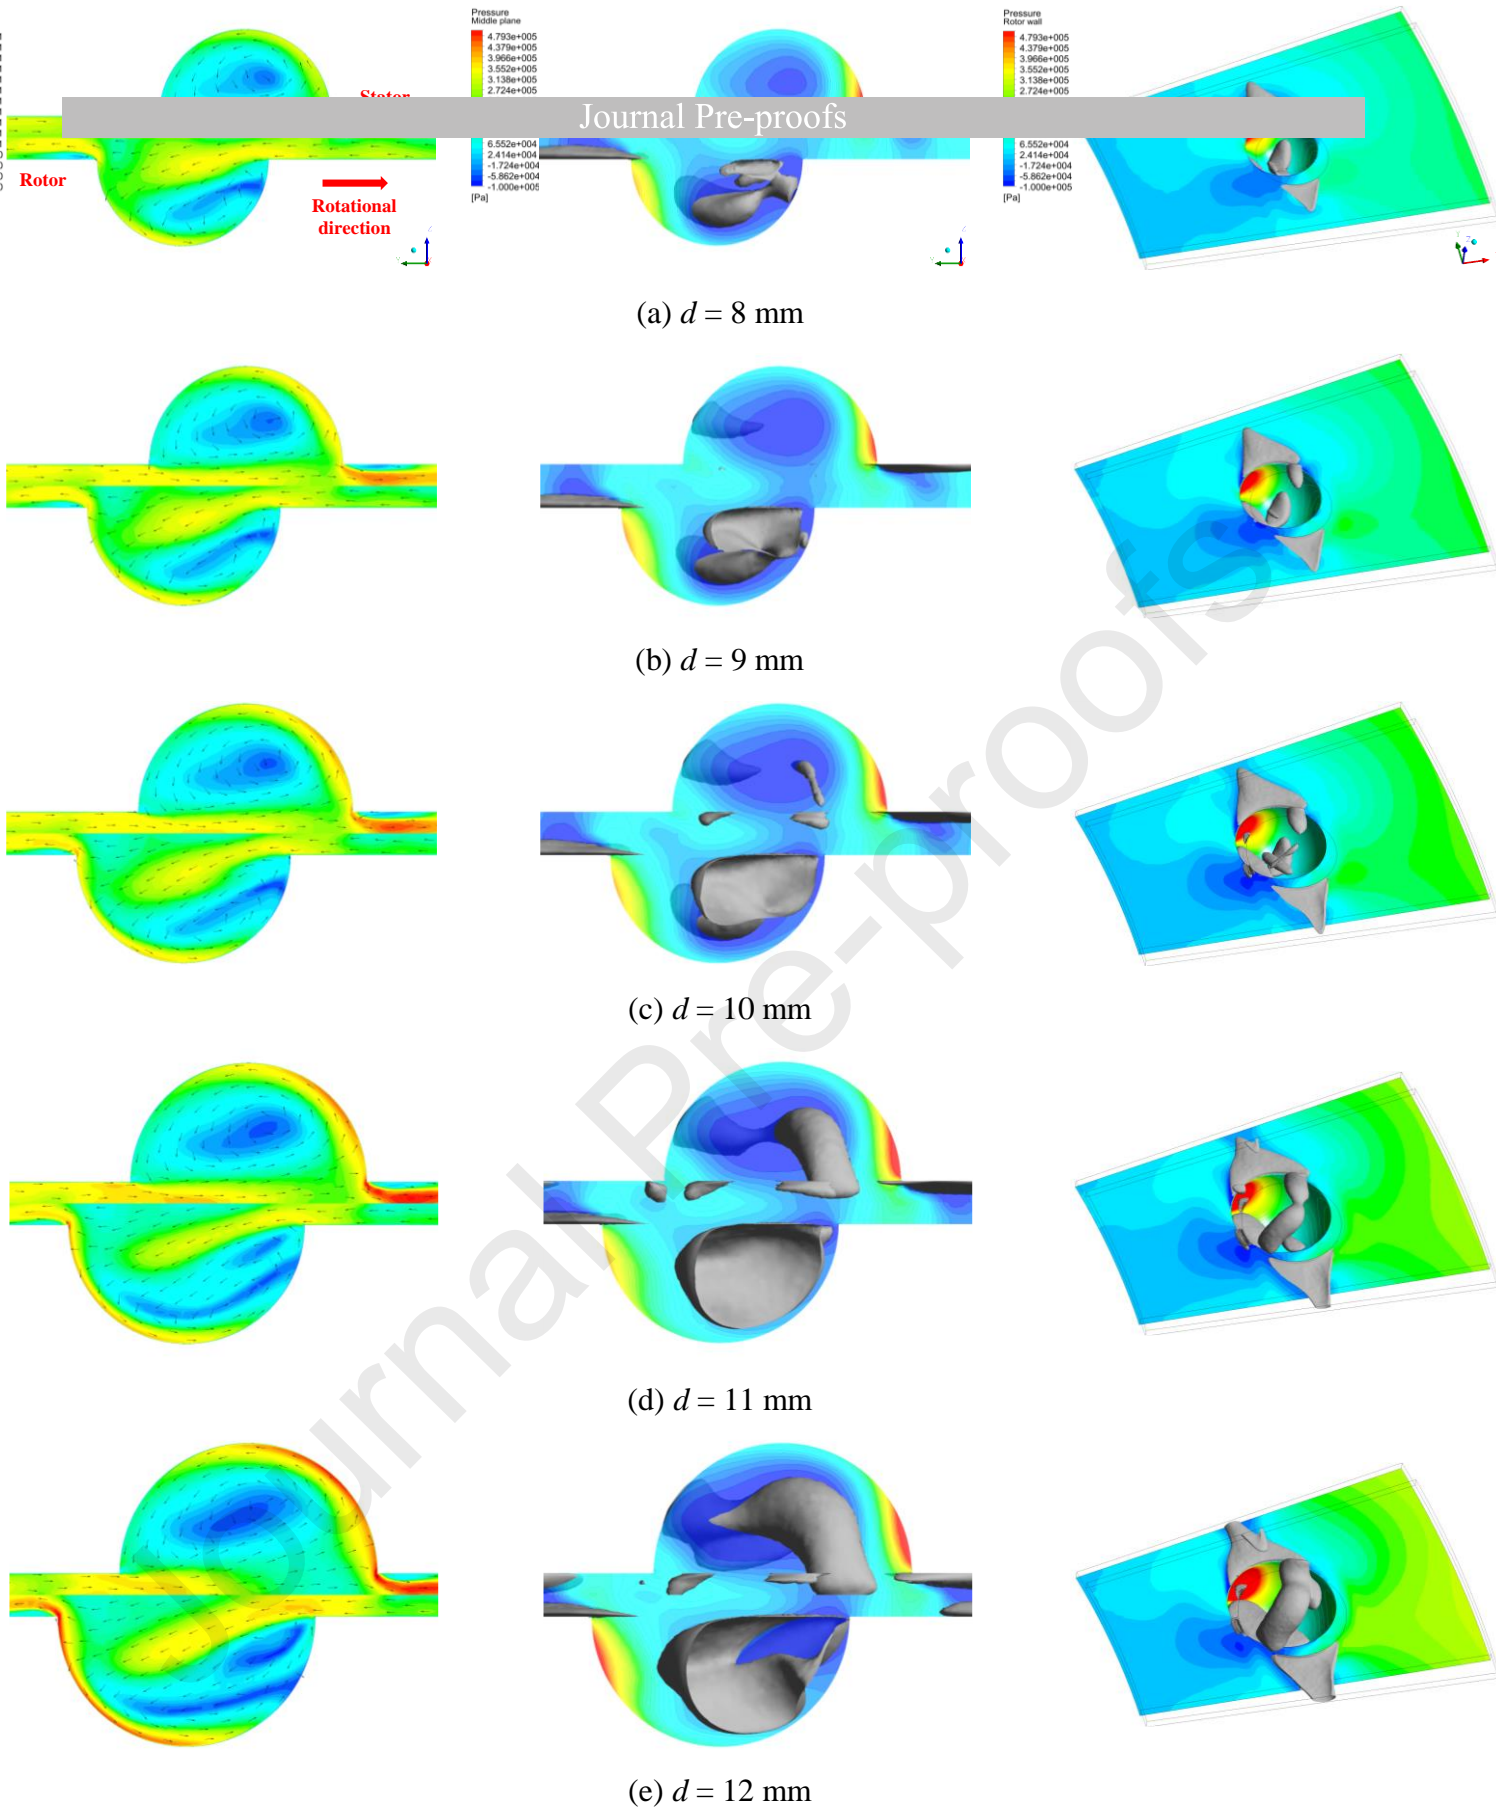 Pressure
Middle plane
4.793e+005
4.379e+005
3.966e+005
3.552e+005
3.138e+005
2.724e+005
6.552e+004
2.414e+004
-1.724e+004
-5.862e+004
-1.000e+005
[Pa]
Pressure
Rotor wall
4.793e+005
4.379e+005
3.966e+005
3.552e+005
3.138e+005
2.724e+005
6.552e+004
2.414e+004
-1.724e+004
-5.862e+004
-1.000e+005
[Pa]
Stator
Journal Pre-proofs
Rotor
Rotational
direction
(a) d = 8 mm
(b) d = 9 mm
(c) d = 10 mm
(d) d = 11 mm
(e) d = 12 mm
Journal Pre-proofs